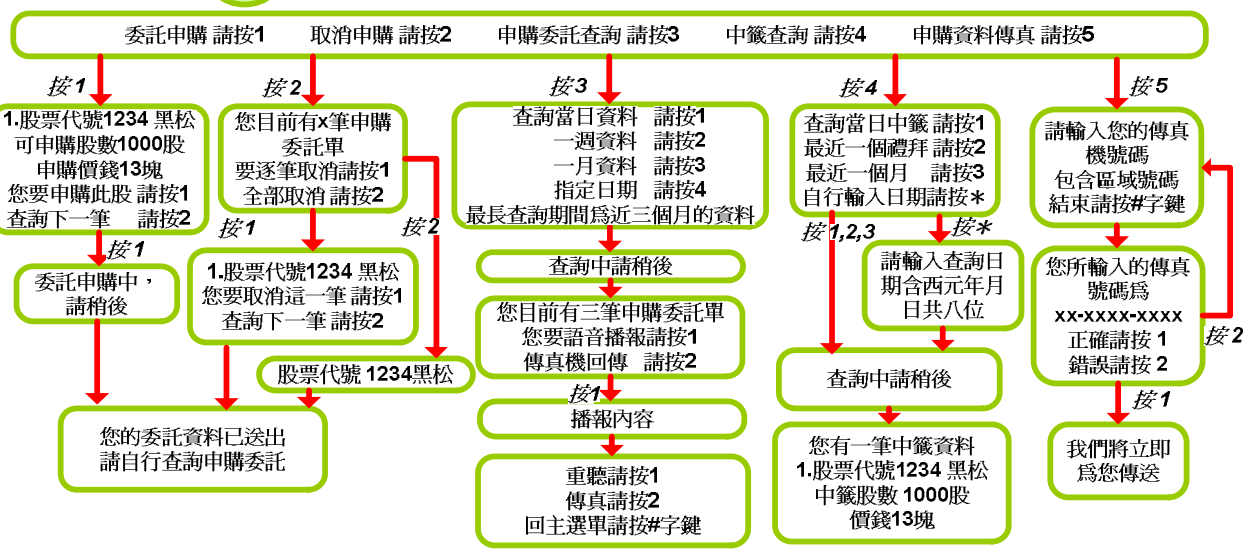 委託申購 請按1 取消申購 請按2 申購委託查詢 請按3 中籤查詢 請按4 申購資料傳真 請按5
按1
1.股票代號1234 黑松
可申購股數1000股
申購價錢13塊
您要申購此股 請按1
查詢下一筆 請按2
按1
委託申購中，
請稍後
按2
您目前有x筆申購
委託單
要逐筆取消請按1
全部取消 請按2
按1
按2
1.股票代號1234 黑松
您要取消這一筆 請按1
查詢下一筆 請按2
股票代號 1234黑松
您的委託資料已送出
請自行查詢申購委託
按3
查詢當日資料 請按1
一週資料 請按2
一月資料 請按3
指定日期 請按4
最長查詢期間為近三個月的資料
查詢中請稍後
您目前有三筆申購委託單
您要語音播報請按1
傳真機回傳 請按2
按1
播報內容
重聽請按1
傳真請按2
回主選單請按#字鍵
按4
查詢當日中籤 請按1
最近一個禮拜 請按2
最近一個月 請按3
自行輸入日期請按＊
按1,2,3
按＊
請輸入查詢日
期含西元年月
日共八位
查詢中請稍後
您有一筆中籤資料
1.股票代號1234 黑松
中籤股數 1000股
價錢13塊
按5
請輸入您的傳真
機號碼
包含區域號碼
結束請按#字鍵
您所輸入的傳真
號碼為
xx-xxxx-xxxx
正確請按 1
錯誤請按 2
按2
按1
我們將立即
為您傳送